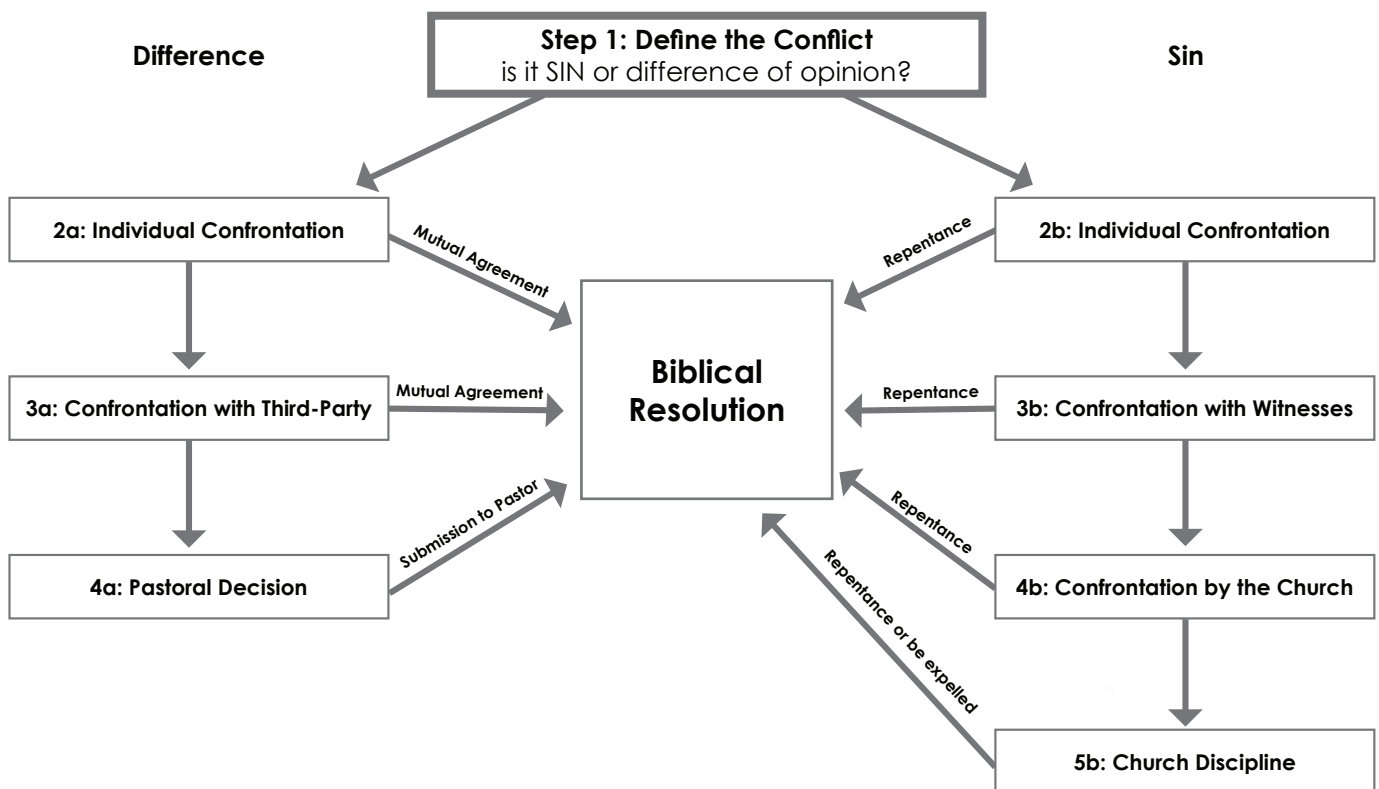 Difference
Step 1: Define the Conflict
is it SIN or difference of opinion?
Sin
2a: Individual Confrontation
Mutual Agreement
Repentance
2b: Individual Confrontation
Biblical
Resolution
3a: Confrontation with Third-Party
Mutual Agreement
Repentance
3b: Confrontation with Witnesses
Submission to Pastor
Repentance
4a: Pastoral Decision
4b: Confrontation by the Church
Repentance or be expelled
5b: Church Discipline